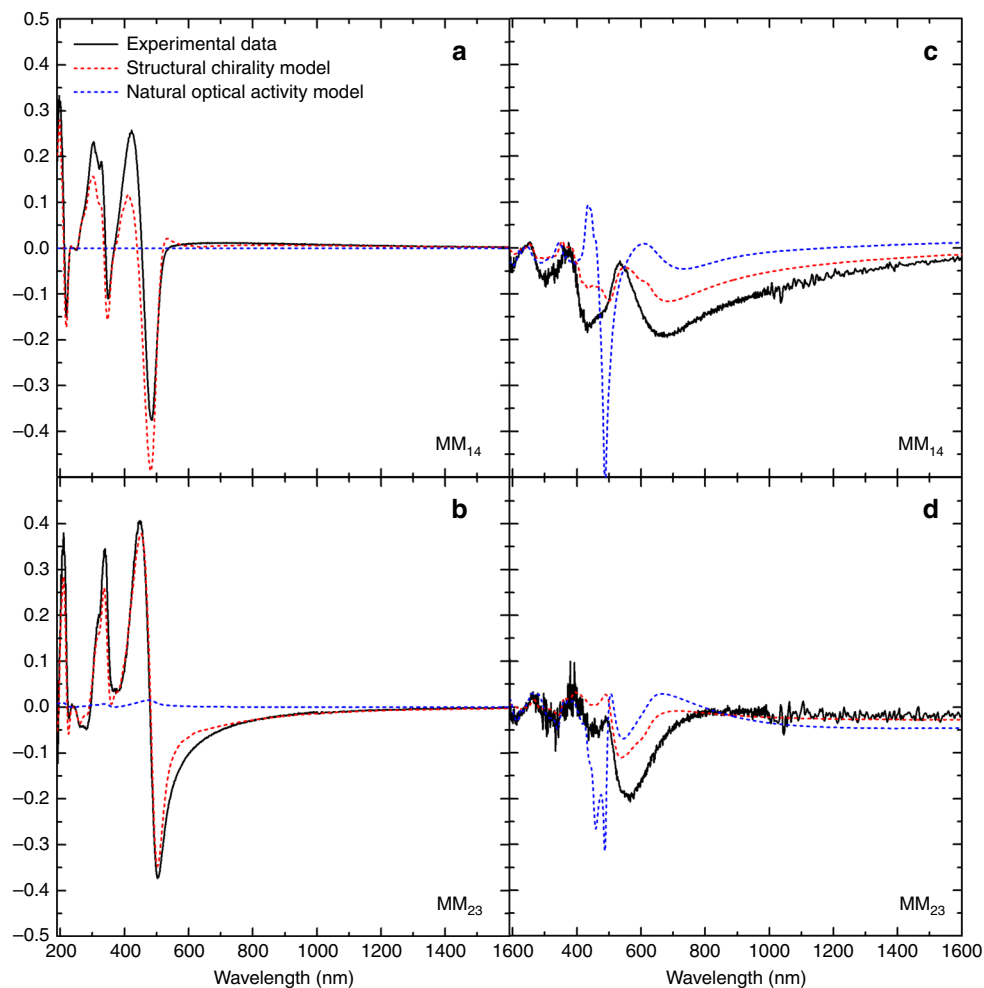 0.5
0.4
0.3
0.2
0.1
0.0
−0.1
−0.2
−0.3
−0.4
Experimental data
Structural chirality model
Natural optical activity model
a
MM14
c
MM14
0.4
0.3
0.2
0.1
0.0
−0.1
−0.2
−0.3
−0.4
−0.5
b
MM23
d
MM23
200 400 600 800 1000 1200 1400
1600
400 600 800 1000 1200 1400 1600
Wavelength (nm)
Wavelength (nm)